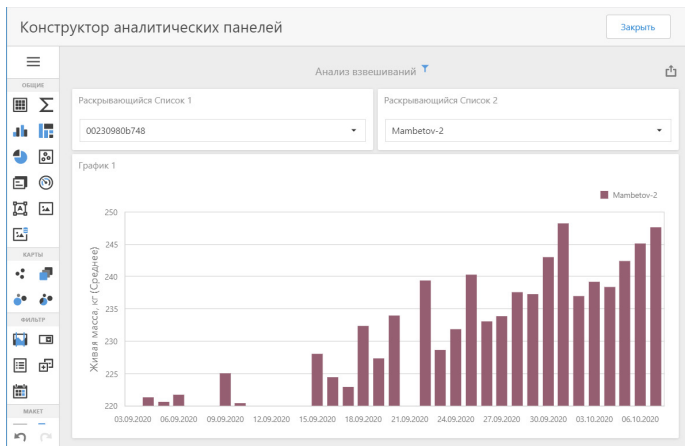 Конструктор аналитических панелей
Закрыть
ОБЩИЕ
Анализ взвешиваний
Раскрывающийся Список 1
Раскрывающийся Список 2
00230980b748
Mambetov-2
График 1
Mambetov-2
Живая масса, кг (Среднее)
250
245
240
235
230
225
220
03.09.2020 06.09.2020 09.09.2020 12.09.2020 15.09.2020 18.09.2020 21.09.2020 24.09.2020 27.09.2020 30.09.2020 03.10.2020 06.10.2020
КАРТЫ
ФИЛЬТР
МАКЕТ